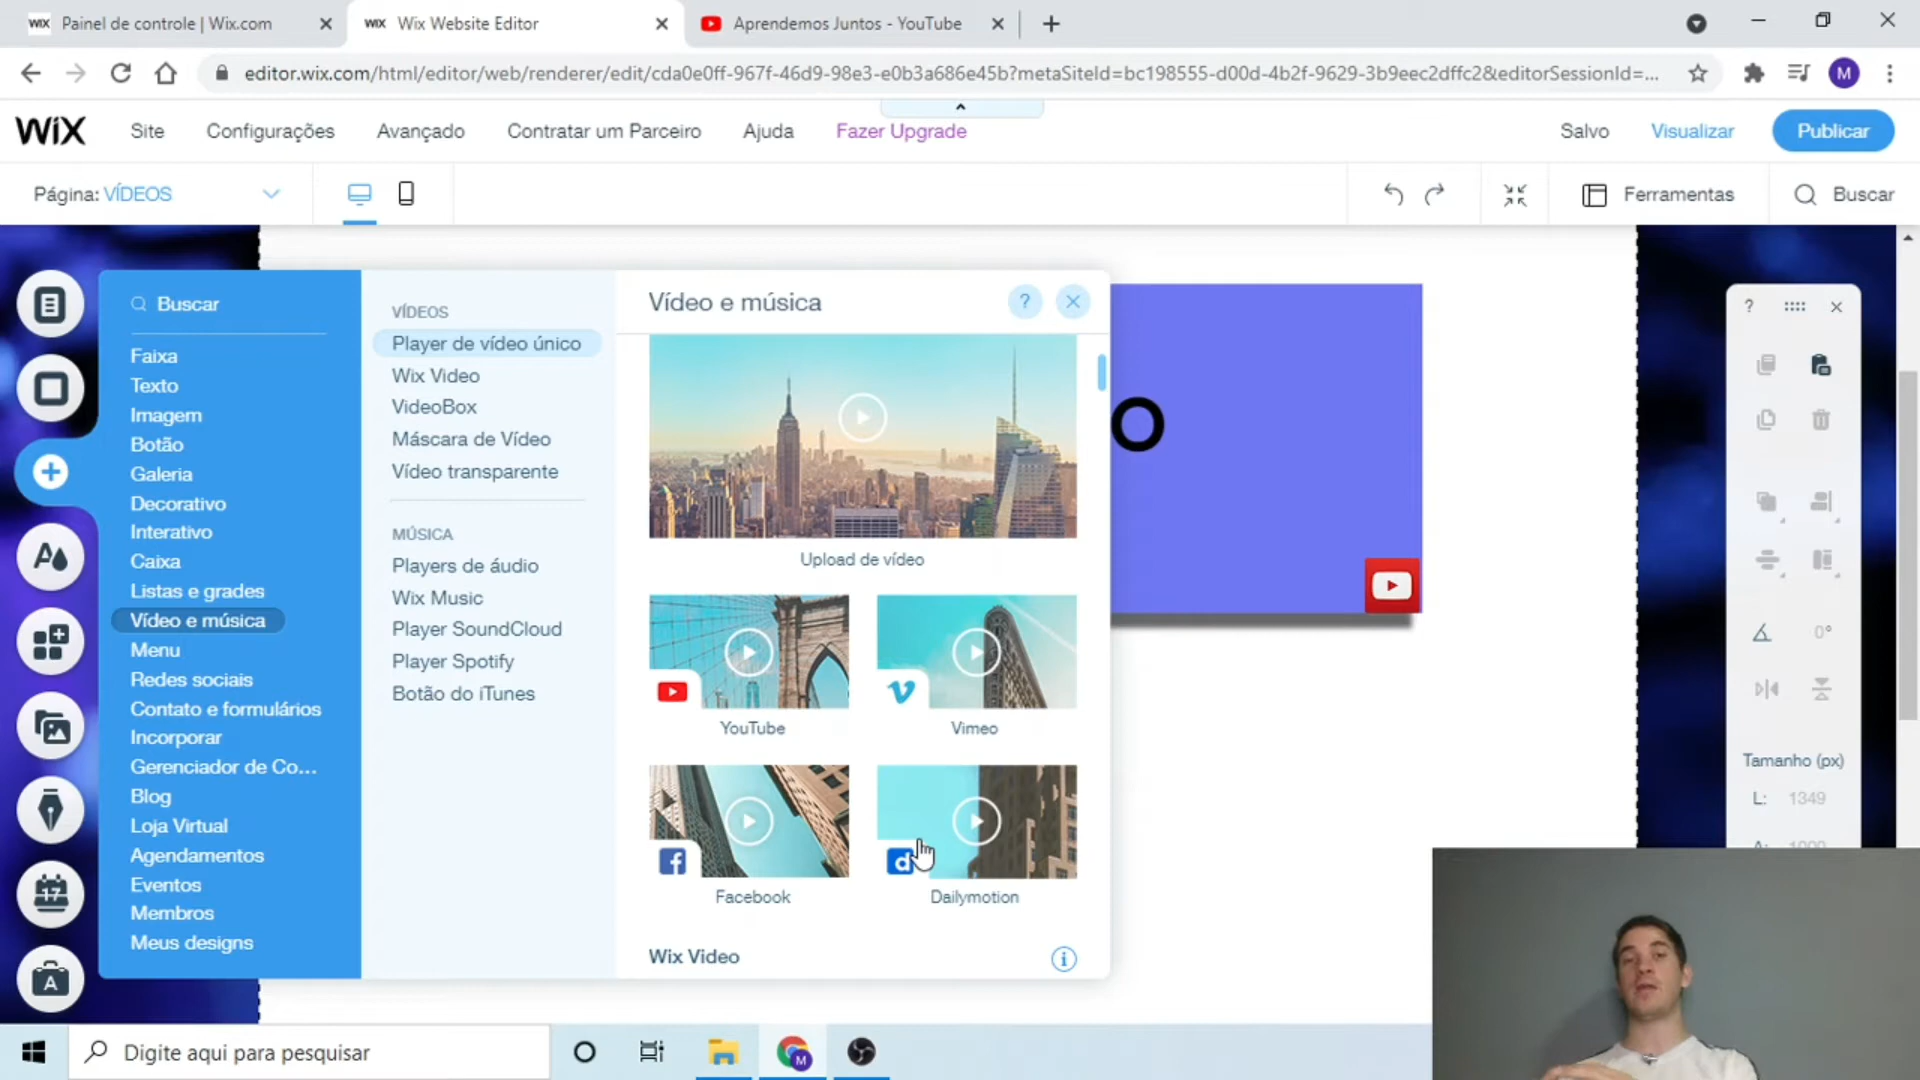 WiX Painel de controle | Wix.com
WiX Wix Website Editor
Aprendemos Juntos - YouTube
editor.wix.com/html/editor/web/renderer/edit/cda0e0ff-967f-46d9-98e3-e0b3a686e45b?metaSiteId=bc198555-d00d-4b2f-9629-3b9eec2dffc2&editorSessionId=...
M
WiX
Site
Configurações
Avançado
Contratar um Parceiro
Ajuda
Fazer Upgrade
Salvo
Visualizar
Publicar
Página: VÍDEOS
Ferramentas
Buscar
Buscar
Faixa
Texto
Imagem
Botão
Galeria
Decorativo
Interativo
Caixa
Listas e grades
Vídeo e música
Menu
Redes sociais
Contato e formulários
Incorporar
Gerenciador de Co...
Blog
Loja Virtual
Agendamentos
Eventos
Membros
Meus designs
VÍDEOS
Player de vídeo único
Wix Video
VideoBox
Máscara de Vídeo
Vídeo transparente
MÚSICA
Players de áudio
Wix Music
Player SoundCloud
Player Spotify
Botão do iTunes
Vídeo e música
?
Upload de vídeo
YouTube
Vimeo
Facebook
Dailymotion
Wix Video
O
?
0°
Tamanho (px)
L: 1349
17
A
Digite aqui para pesquisar
M